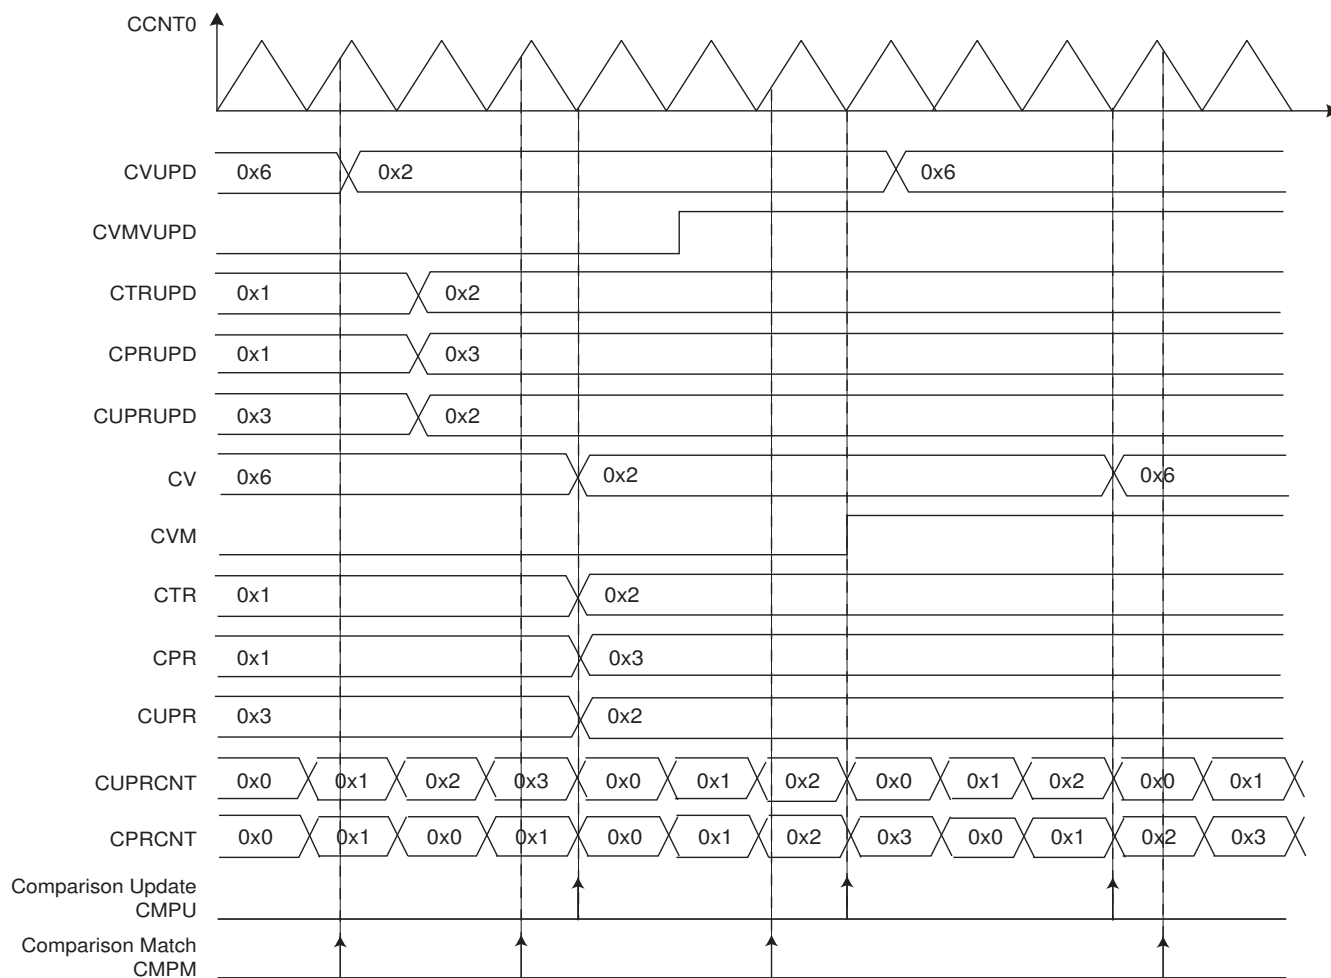 CCNT0
CVUPD 0x6 0x2 0x6
CVMVUPD
CTRUPD 0x1 0x2
CPRUPD 0x1 0x3
CUPRUPD 0x3 0x2
CV 0x6 0x2 0x6
CVM
CTR 0x1 0x2
CPR 0x1 0x3
CUPR 0x3 0x2
CUPRCNT 0x0 0x1 0x2 0x3 0x0 0x1 0x2 0x0 0x1 0x2 0x0 0x1
CPRCNT 0x0 0x1 0x0 0x1 0x0 0x1 0x2 0x3 0x0 0x1 0x2 0x3
Comparison Update
CMPU
Comparison Match
CMPM